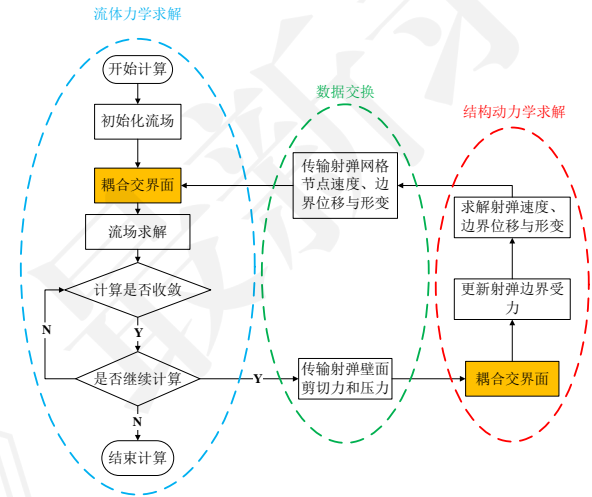 流体力学求解
开始计算
初始化流场
耦合交界面
流场求解
计算是否收敛
N
Y
是否继续计算
Y
N
结束计算
数据交换
传输射弹网格
节点速度、边
界位移与形变
传输射弹壁面
剪切力和压力
结构动力学求解
求解射弹速度、
边界位移与形变
更新射弹边界受
力
耦合交界面
最新